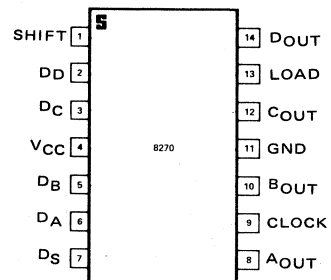 S
SHIFT 1 14 DOUT
DD 2 13 LOAD
DC 3 12 COUT
VCC 4 8270 11 GND
DB 5 10 BOUT
DA 6 9 CLOCK
DS 7 8 AOUT